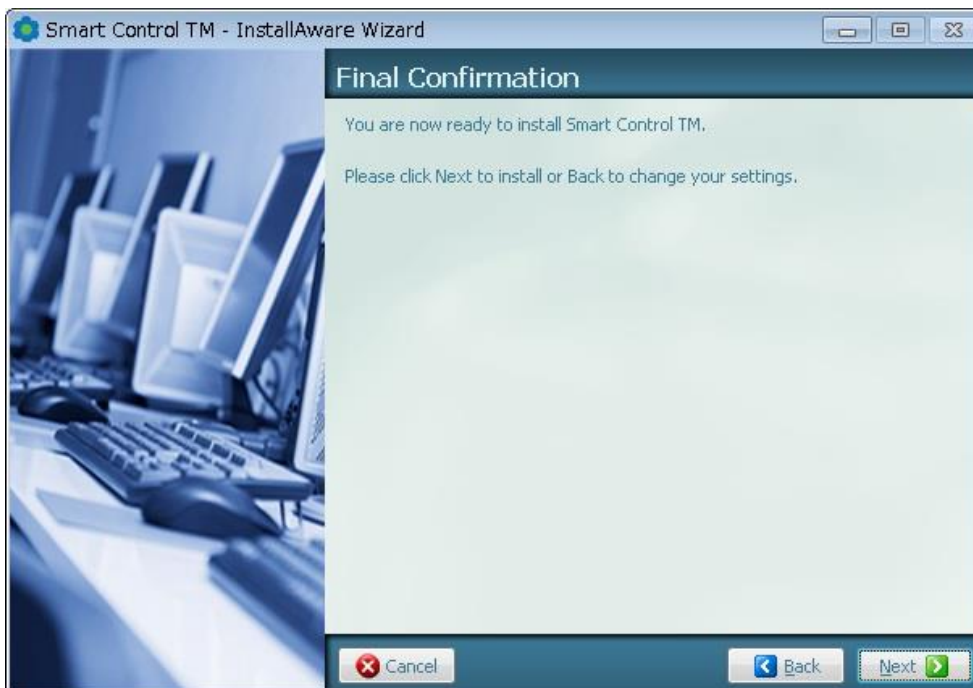 Smart Control TM - InstallAware Wizard
Final Confirmation
You are now ready to install Smart Control TM.
Please click Next to install or Back to change your settings.
Cancel
Back
Next